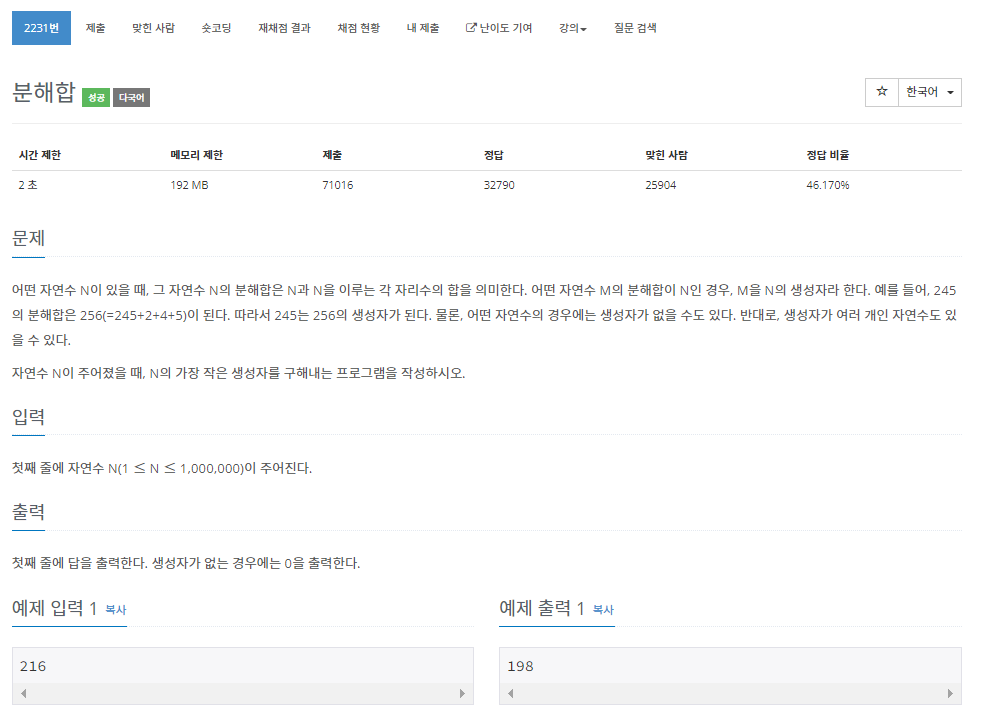 2231번 제출 맞힌 사람 숏코딩 재채점 결과 채점 현황 내 제출 난이도 기여 강의 질문 검색
분해합 성공 다국어
☆ 한국어
시간 제한 메모리 제한 제출 정답 맞힌 사람 정답 비율
2 초 192 MB 71016 32790 25904 46.170%
문제
어떤 자연수 N이 있을 때, 그 자연수 N의 분해합은 N과 N을 이루는 각 자리수의 합을 의미한다. 어떤 자연수 M의 분해합이 N인 경우, M을 N의 생성자라 한다. 예를 들어, 245
의 분해합은 256(=245+2+4+5)이 된다. 따라서 245는 256의 생성자가 된다. 물론, 어떤 자연수의 경우에는 생성자가 없을 수도 있다. 반대로, 생성자가 여러 개인 자연수도 있
을 수 있다.
자연수 N이 주어졌을 때, N의 가장 작은 생성자를 구해내는 프로그램을 작성하시오.
입력
첫째 줄에 자연수 N(1 ≤ N ≤ 1,000,000)이 주어진다.
출력
첫째 줄에 답을 출력한다. 생성자가 없는 경우에는 0을 출력한다.
예제 입력 1 복사
216
예제 출력 1 복사
198